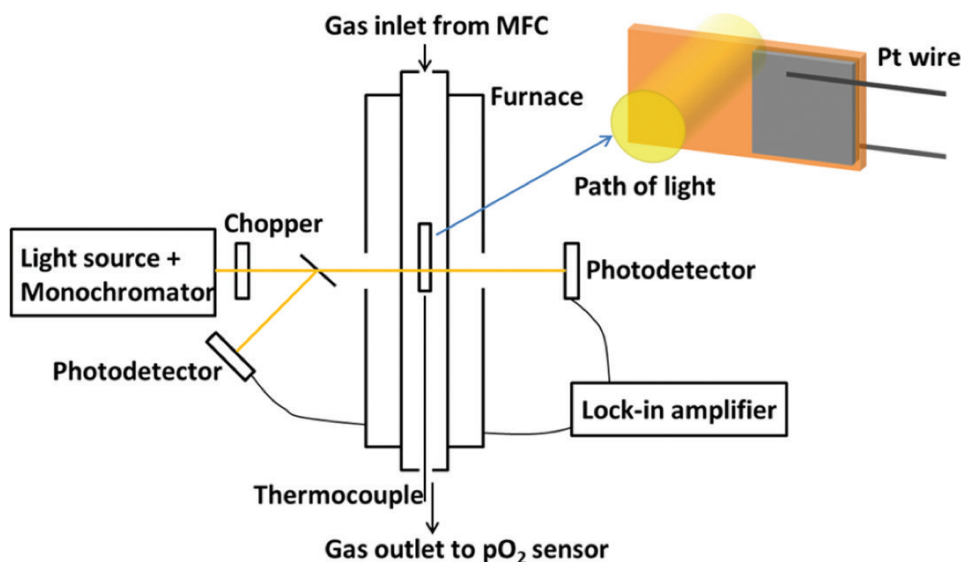 Gas inlet from MFC
Pt wire
Furnace
Path of light
Chopper
Light source +
Monochromator
Photodetector
Photodetector
Lock-in amplifier
Thermocouple
Gas outlet to pO₂ sensor